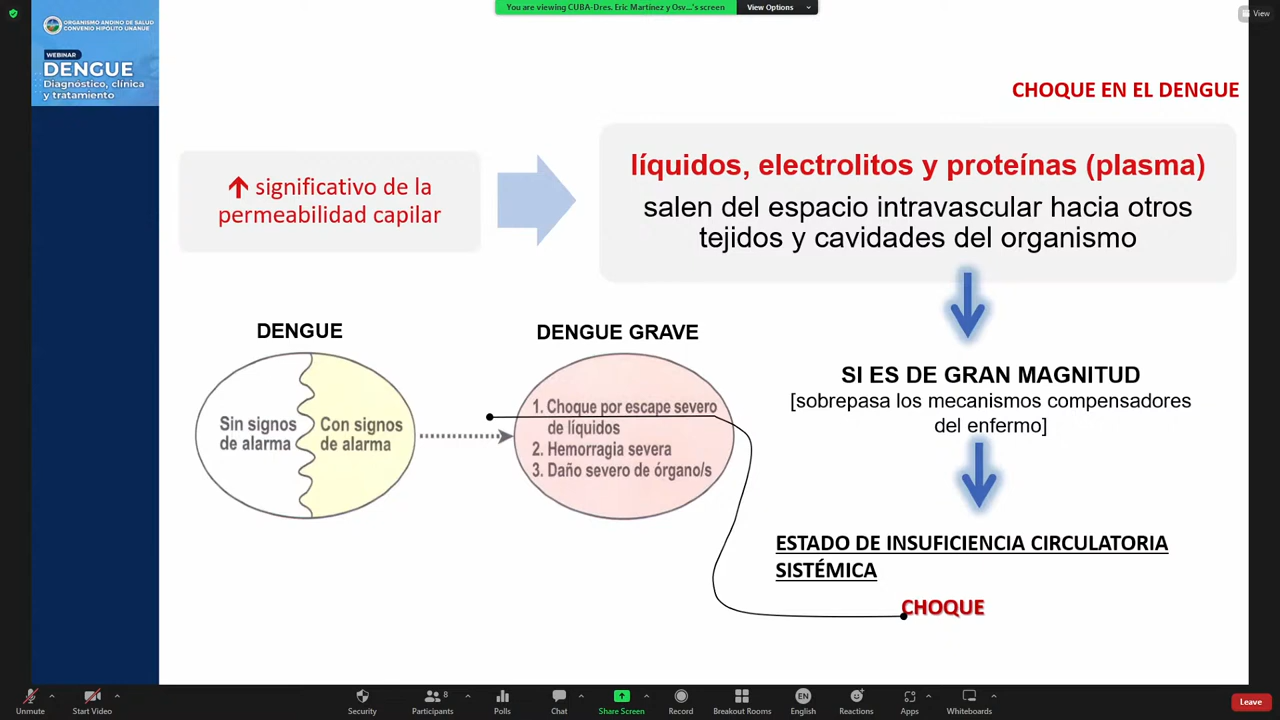 You are viewing CUBA-Dres. Eric Martinez y Osv...'s screen
View Options
View
ORGANISMO ANDINO DE SALUD
CONVENIO HIPÓLITO UNANUE
WEBINAR
DENGUE
Diagnóstico, clínica
y tratamiento
CHOQUE EN EL DENGUE
significativo de la
permeabilidad capilar
líquidos, electrolitos y proteínas (plasma)
salen del espacio intravascular hacia otros
tejidos y cavidades del organismo
DENGUE
DENGUE GRAVE
Sin signos
de alarma
Con signos
de alarma
1. Choque por escape severo
de líquidos
2. Hemorragia severa
3. Daño severo de órgano/s
SI ES DE GRAN MAGNITUD
[sobrepasa los mecanismos compensadores
del enfermo]
ESTADO DE INSUFICIENCIA CIRCULATORIA
SISTÉMICA
CHOQUE
Unmute
Start Video
Security
Participants
8
Polls
Chat
Share Screen
Record
Breakout Rooms
EN
English
Reactions
Apps
Whiteboards
Leave